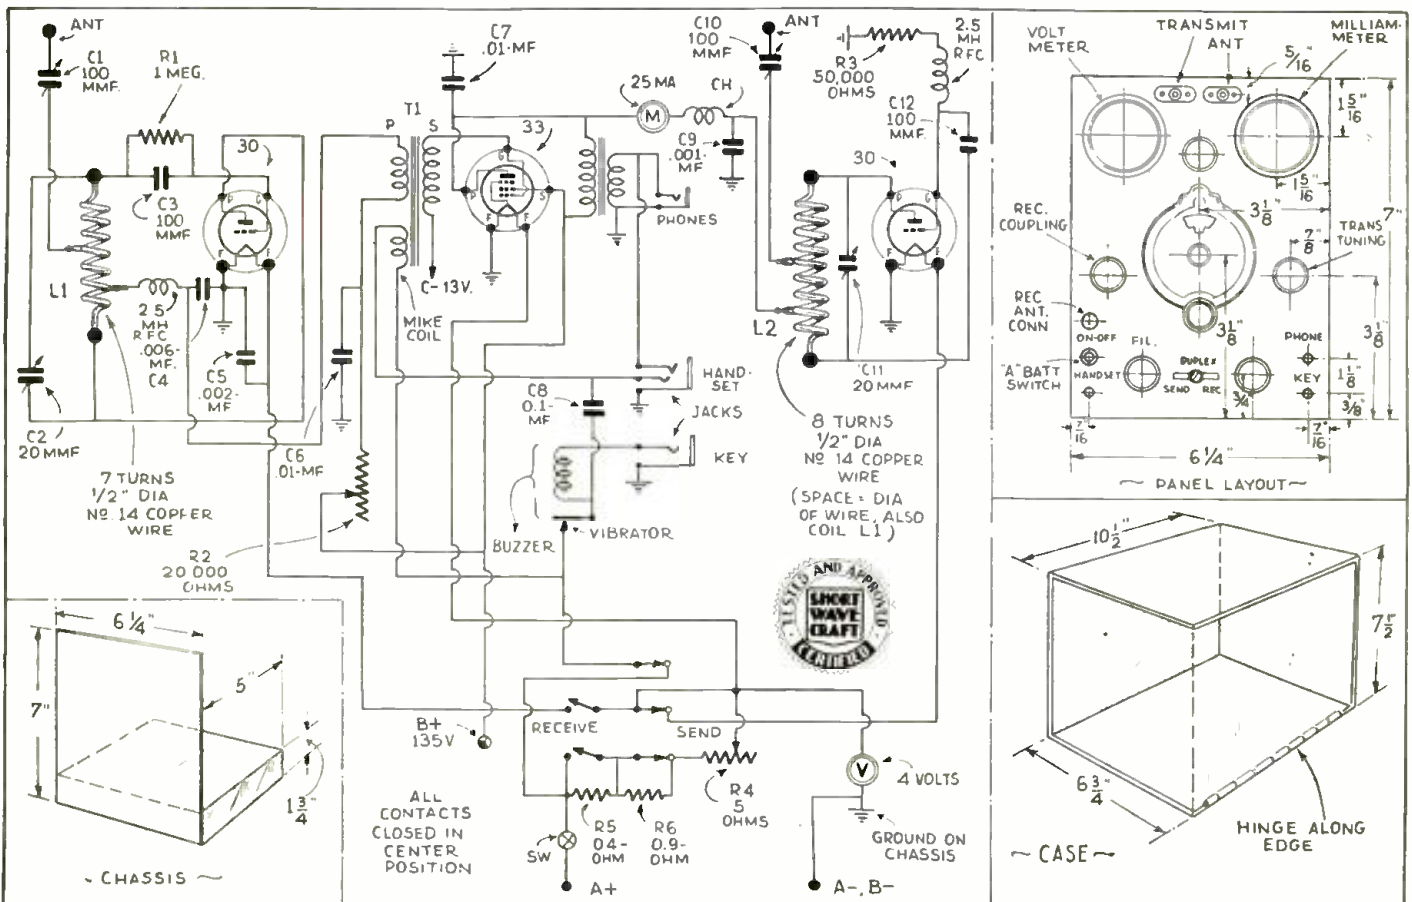 ANT
C1
100
MMF.
R1
1 MEG.
30
P
G
F
F
C3
100
MMF
L1
2.5
MH
RFC
.006-
MF.
C4
C5
.002-
MF
C2
20 MMF
C6
.01-MF
7 TURNS
1/2" DIA
Nº 14 COPPER
WIRE
R2
20 000
OHMS
C7
.01-MF
T1
P
S
33
G
P
S
F
F
C-13V.
MIKE
COIL
25 MA
M
CH
C9
.001-
MF
PHONES
C8
0.1-
MF
HAND-
SET
JACKS
KEY
BUZZER
VIBRATOR
C10
100
MMF
ANT
R3
50,000
OHMS
2.5
MH
RFC
C12
100
MMF.
30
P
G
F
F
L2
C11
20 MMF
8 TURNS
1/2" DIA
Nº 14 COPPER
WIRE
(SPACE = DIA
OF WIRE, ALSO
COIL L1)
TESTED AND APPROVED
SHORT
WAVE
CRAFT
CERTIFIED
B+
135V
RECEIVE
SEND
ALL
CONTACTS
CLOSED IN
CENTER
POSITION
SW
R5
04-
OHM
R6
0.9-
OHM
R4
5
OHMS
V
4 VOLTS
GROUND ON
CHASSIS
A+
A-, B-
6 1/4"
7"
5"
1 3/4"
~ CHASSIS ~
VOLT
METER
TRANSMIT
ANT
MILLIAM-
METER
5/16"
1 5/16"
1 5/16"
3 1/8"
7"
REC.
COUPLING
7/8"
TRANS
TUNING
REC
ANT.
CONN
3 1/8"
3 1/8"
ON-OFF
FIL.
PHONE
"A" BATT
SWITCH
HANDSET
DUPLEX
SEND
REC
KEY
1 1/8"
3/4"
3/8"
7/16"
7/16"
6 1/4"
~ PANEL LAYOUT ~
10 1/2"
7 1/2"
6 3/4"
HINGE ALONG
EDGE
~ CASE ~